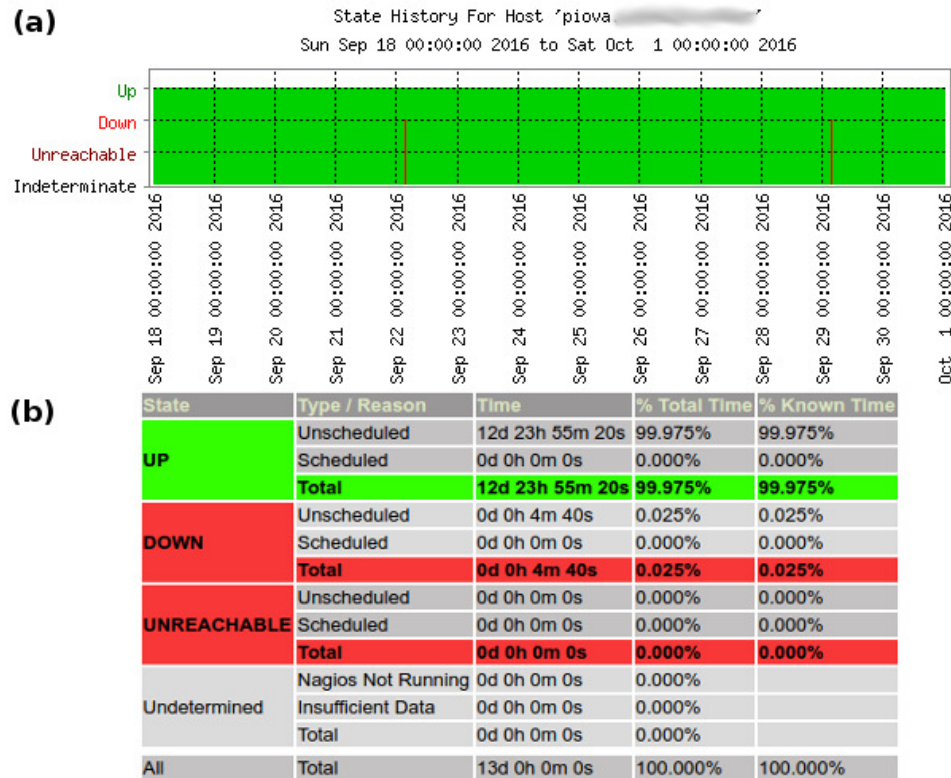 (a)
State History For Host 'piova
Sun Sep 18 00:00:00 2016 to Sat Oct 1 00:00:00 2016
Up
Down
Unreachable
Indeterminate
Sep 18 00:00:00 2016
Sep 19 00:00:00 2016
Sep 20 00:00:00 2016
Sep 21 00:00:00 2016
Sep 22 00:00:00 2016
Sep 23 00:00:00 2016
Sep 24 00:00:00 2016
Sep 25 00:00:00 2016
Sep 26 00:00:00 2016
Sep 27 00:00:00 2016
Sep 28 00:00:00 2016
Sep 29 00:00:00 2016
Sep 30 00:00:00 2016
Oct 1 00:00:00 2016
(b)
State Type / Reason Time % Total Time % Known Time
UP
Unscheduled 12d 23h 55m 20s 99.975% 99.975%
Scheduled 0d 0h 0m 0s 0.000% 0.000%
Total 12d 23h 55m 20s 99.975% 99.975%
DOWN
Unscheduled 0d 0h 4m 40s 0.025% 0.025%
Scheduled 0d 0h 0m 0s 0.000% 0.000%
Total 0d 0h 4m 40s 0.025% 0.025%
UNREACHABLE
Unscheduled 0d 0h 0m 0s 0.000% 0.000%
Scheduled 0d 0h 0m 0s 0.000% 0.000%
Total 0d 0h 0m 0s 0.000% 0.000%
Undetermined
Nagios Not Running 0d 0h 0m 0s 0.000%
Insufficient Data 0d 0h 0m 0s 0.000%
Total 0d 0h 0m 0s 0.000%
All Total 13d 0h 0m 0s 100.000% 100.000%